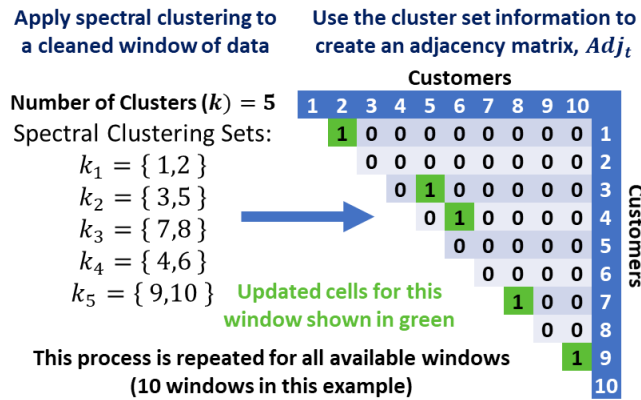 Apply spectral clustering to
a cleaned window of data
Use the cluster set information to
create an adjacency matrix, Adj_t
Number of Clusters (k) = 5
Spectral Clustering Sets:
k_1 = { 1,2 }
k_2 = { 3,5 }
k_3 = { 7,8 }
k_4 = { 4,6 }
k_5 = { 9,10 }
Customers
1 2 3 4 5 6 7 8 9 10
1 0 0 0 0 0 0 0 0 1
0 0 0 0 0 0 0 0 2
0 1 0 0 0 0 0 3
0 1 0 0 0 0 4
0 0 0 0 0 5
0 0 0 0 6
1 0 0 7
0 0 8
1 9
10
Customers
Updated cells for this
window shown in green
This process is repeated for all available windows
(10 windows in this example)